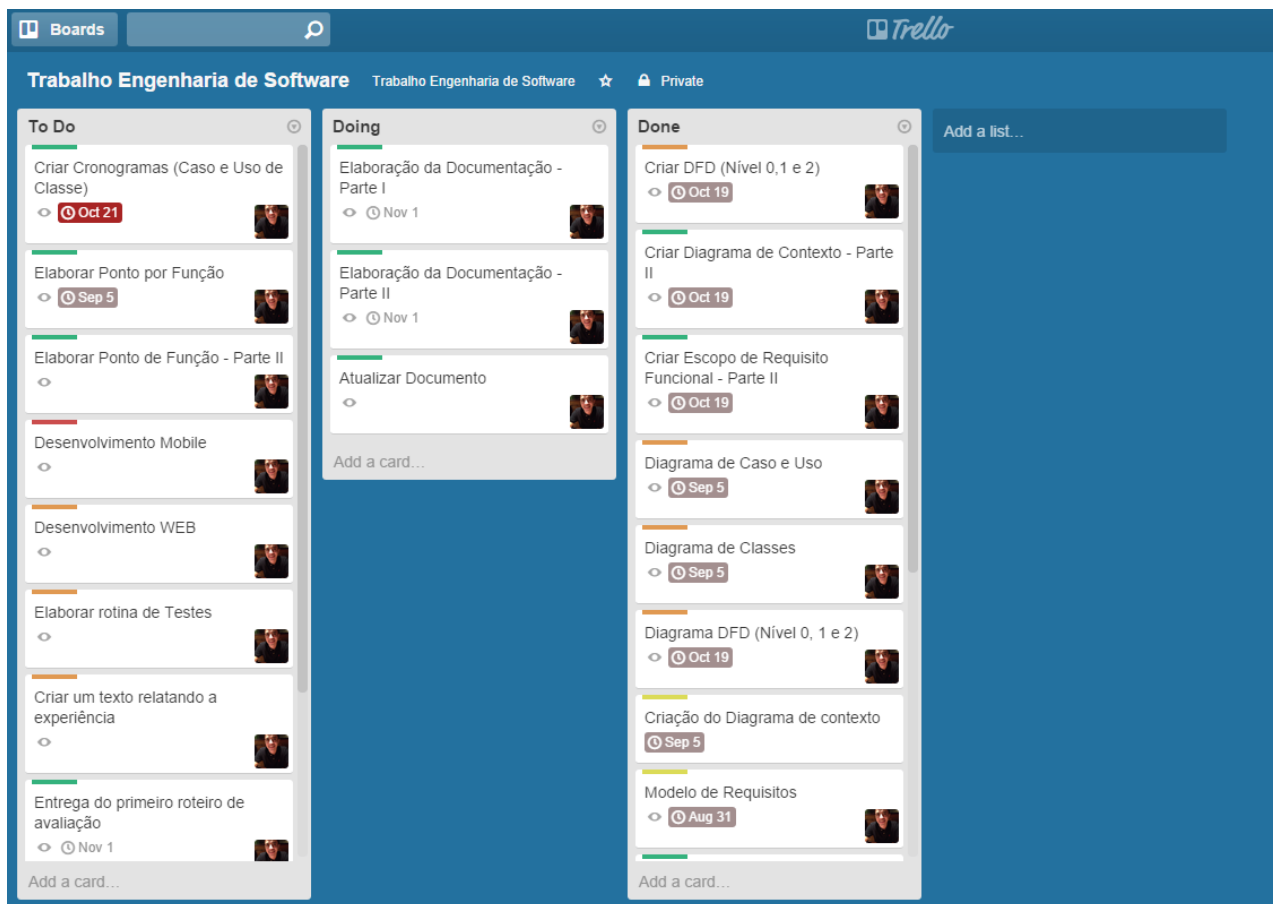 Boards
Trello
Trabalho Engenharia de Software Trabalho Engenharia de Software Private
To Do
Criar Cronogramas (Caso e Uso de
Classe)
Oct 21
Elaborar Ponto por Função
Sep 5
Elaborar Ponto de Função - Parte II
Desenvolvimento Mobile
Desenvolvimento WEB
Elaborar rotina de Testes
Criar um texto relatando a
experiência
Entrega do primeiro roteiro de
avaliação
Nov 1
Add a card...
Doing
Elaboração da Documentação -
Parte I
Nov 1
Elaboração da Documentação -
Parte II
Nov 1
Atualizar Documento
Add a card...
Done
Criar DFD (Nível 0,1 e 2)
Oct 19
Criar Diagrama de Contexto - Parte
II
Oct 19
Criar Escopo de Requisito
Funcional - Parte II
Oct 19
Diagrama de Caso e Uso
Sep 5
Diagrama de Classes
Sep 5
Diagrama DFD (Nível 0, 1 e 2)
Oct 19
Criação do Diagrama de contexto
Sep 5
Modelo de Requisitos
Aug 31
Add a card...
Add a list...